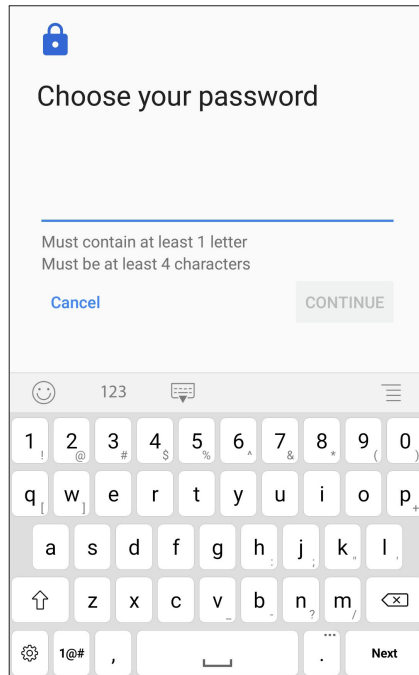 Choose your password
Must contain at least 1 letter
Must be at least 4 characters
Cancel CONTINUE
123
1 ! 2 @ 3 # 4 $ 5 % 6 ^ 7 & 8 * 9 ( 0 )
q [ w ] e r t y u i o p +
a s d f g h : j ; k " l '
z x c v _ b - n ? m /
1@# , . Next